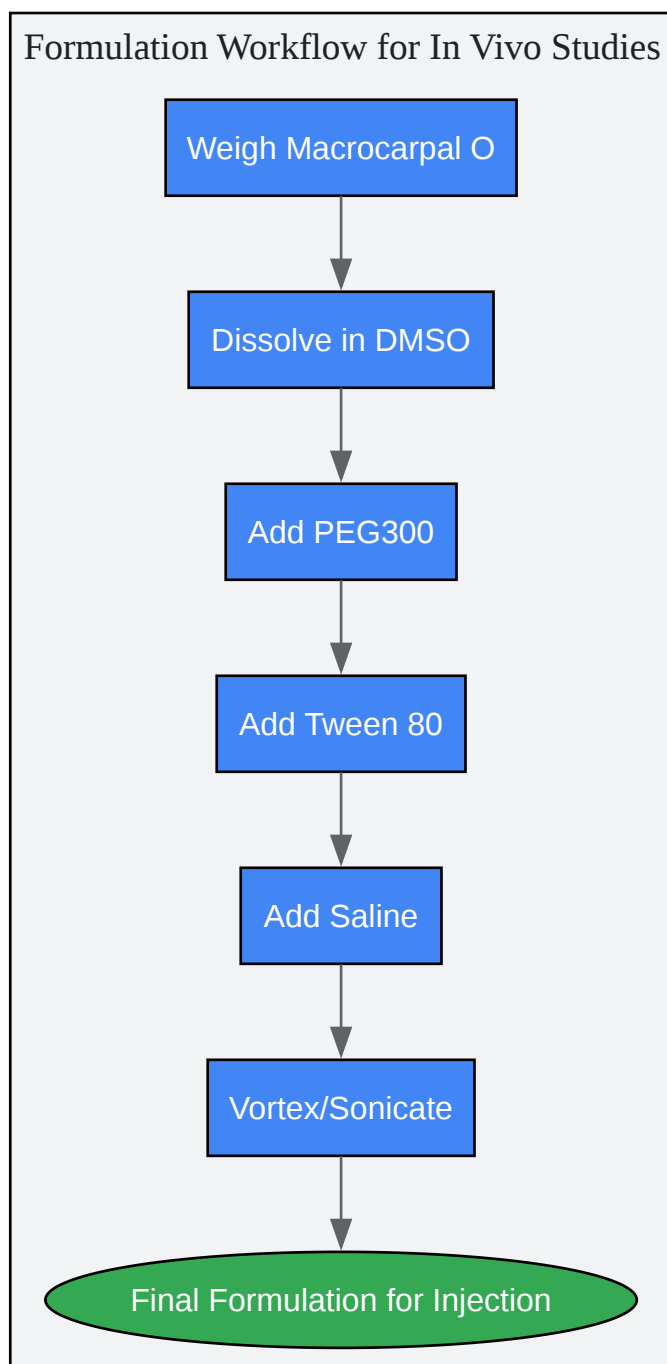 Formulation Workflow for In Vivo Studies
Weigh Macrocarpal O
Dissolve in DMSO
Add PEG300
Add Tween 80
Add Saline
Vortex/Sonicate
Final Formulation for Injection